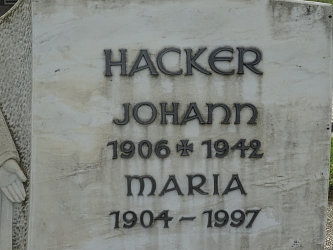 HACKER
JOHANN
1906 ✠ 1942
MARIA
1904 – 1997